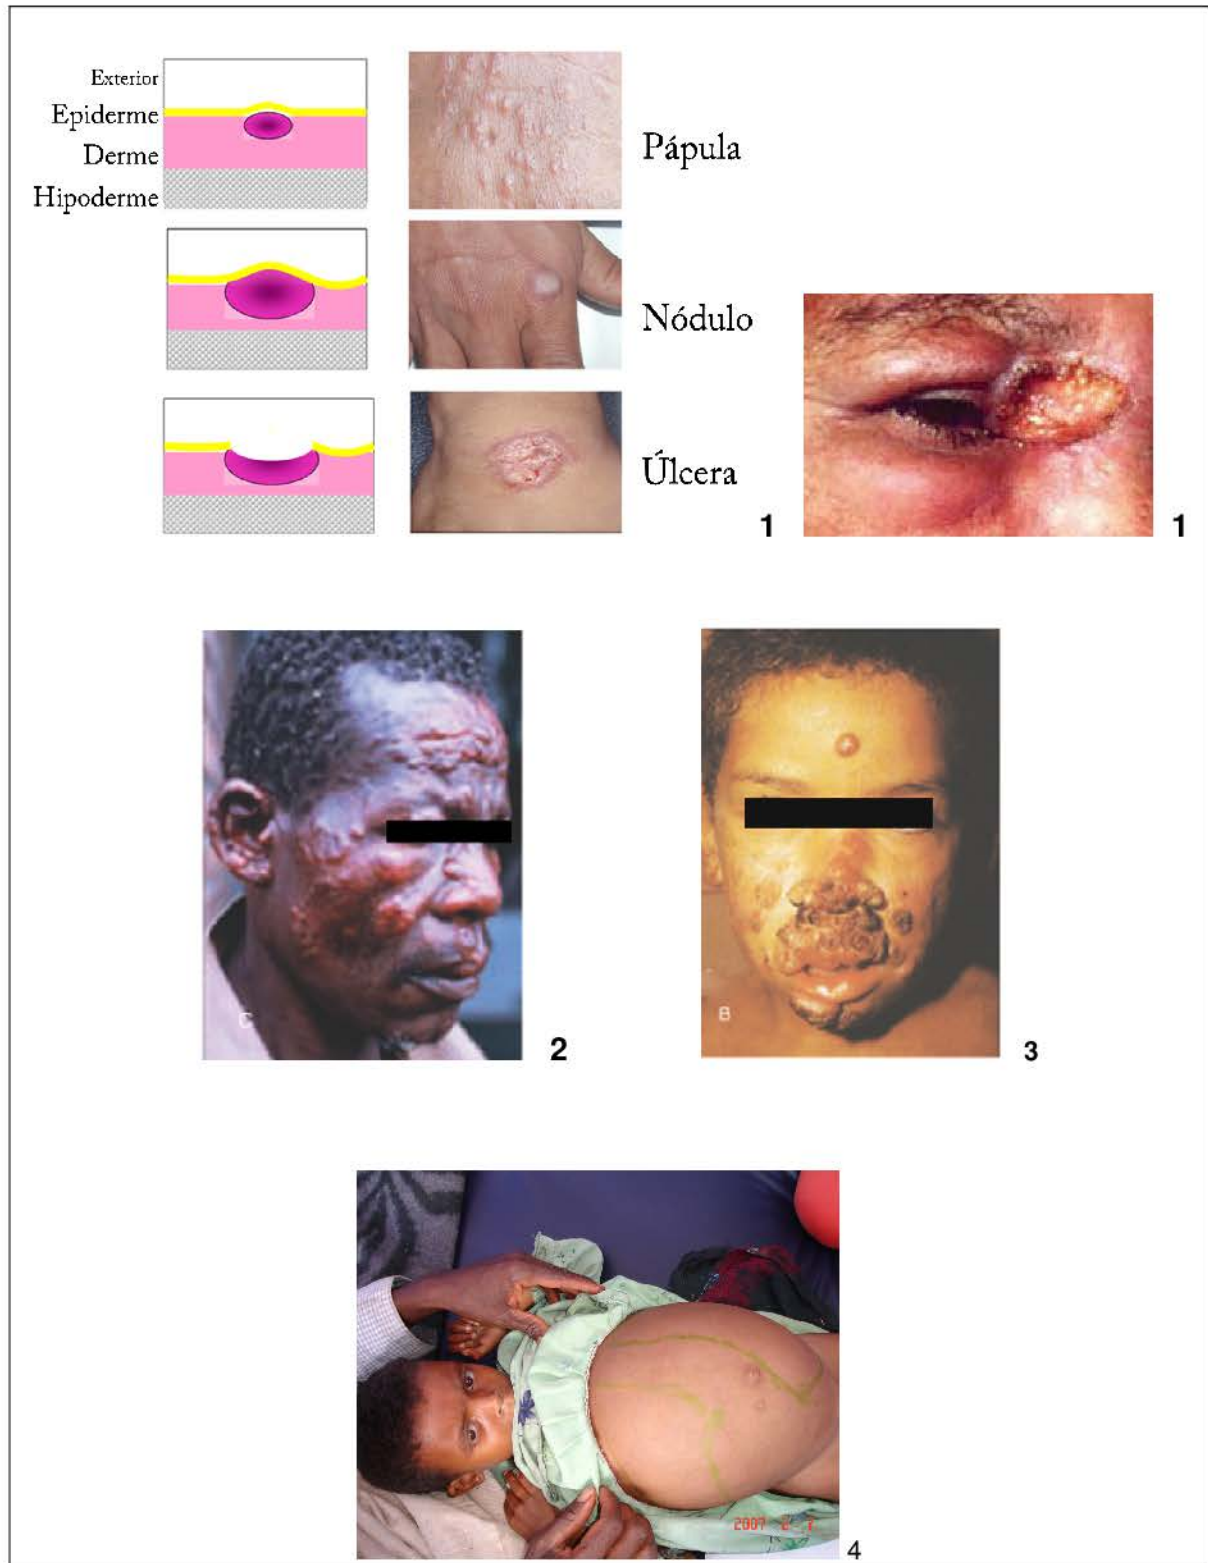 Exterior
Epiderme
Derme
Hipoderme
Pápula
Nódulo
Úlcera
1
1
C
2
B
3
2007
4